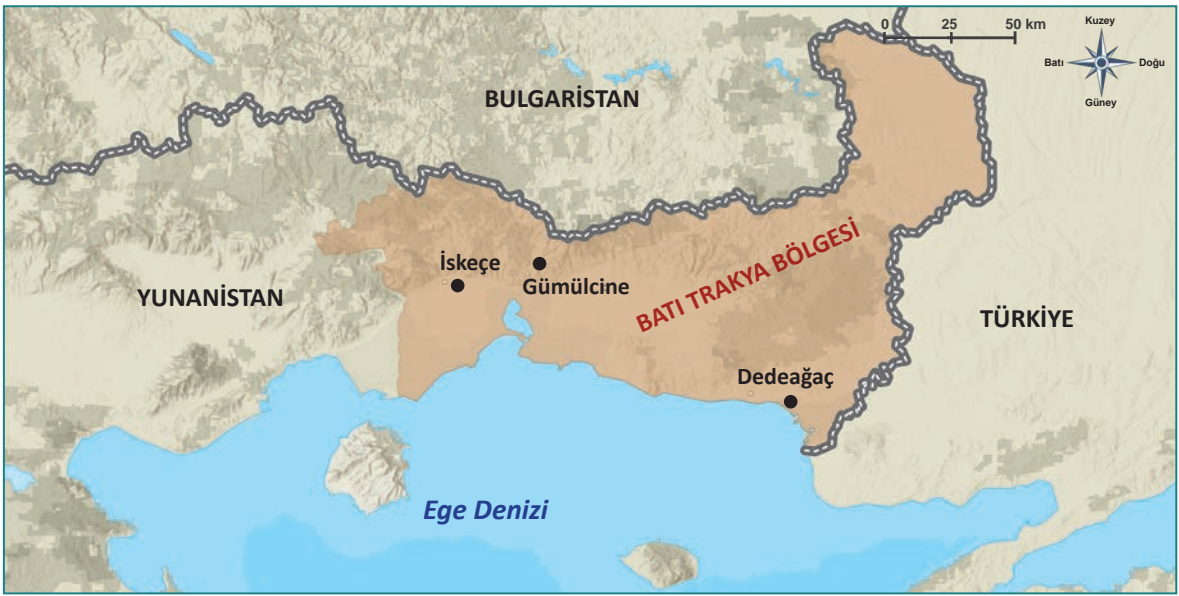 0 25 50 km
Kuzey
Batı
Doğu
Güney
BULGARİSTAN
İskeçe
Gümülcine
BATI TRAKYA BÖLGESİ
YUNANİSTAN
TÜRKİYE
Dedeağaç
Ege Denizi